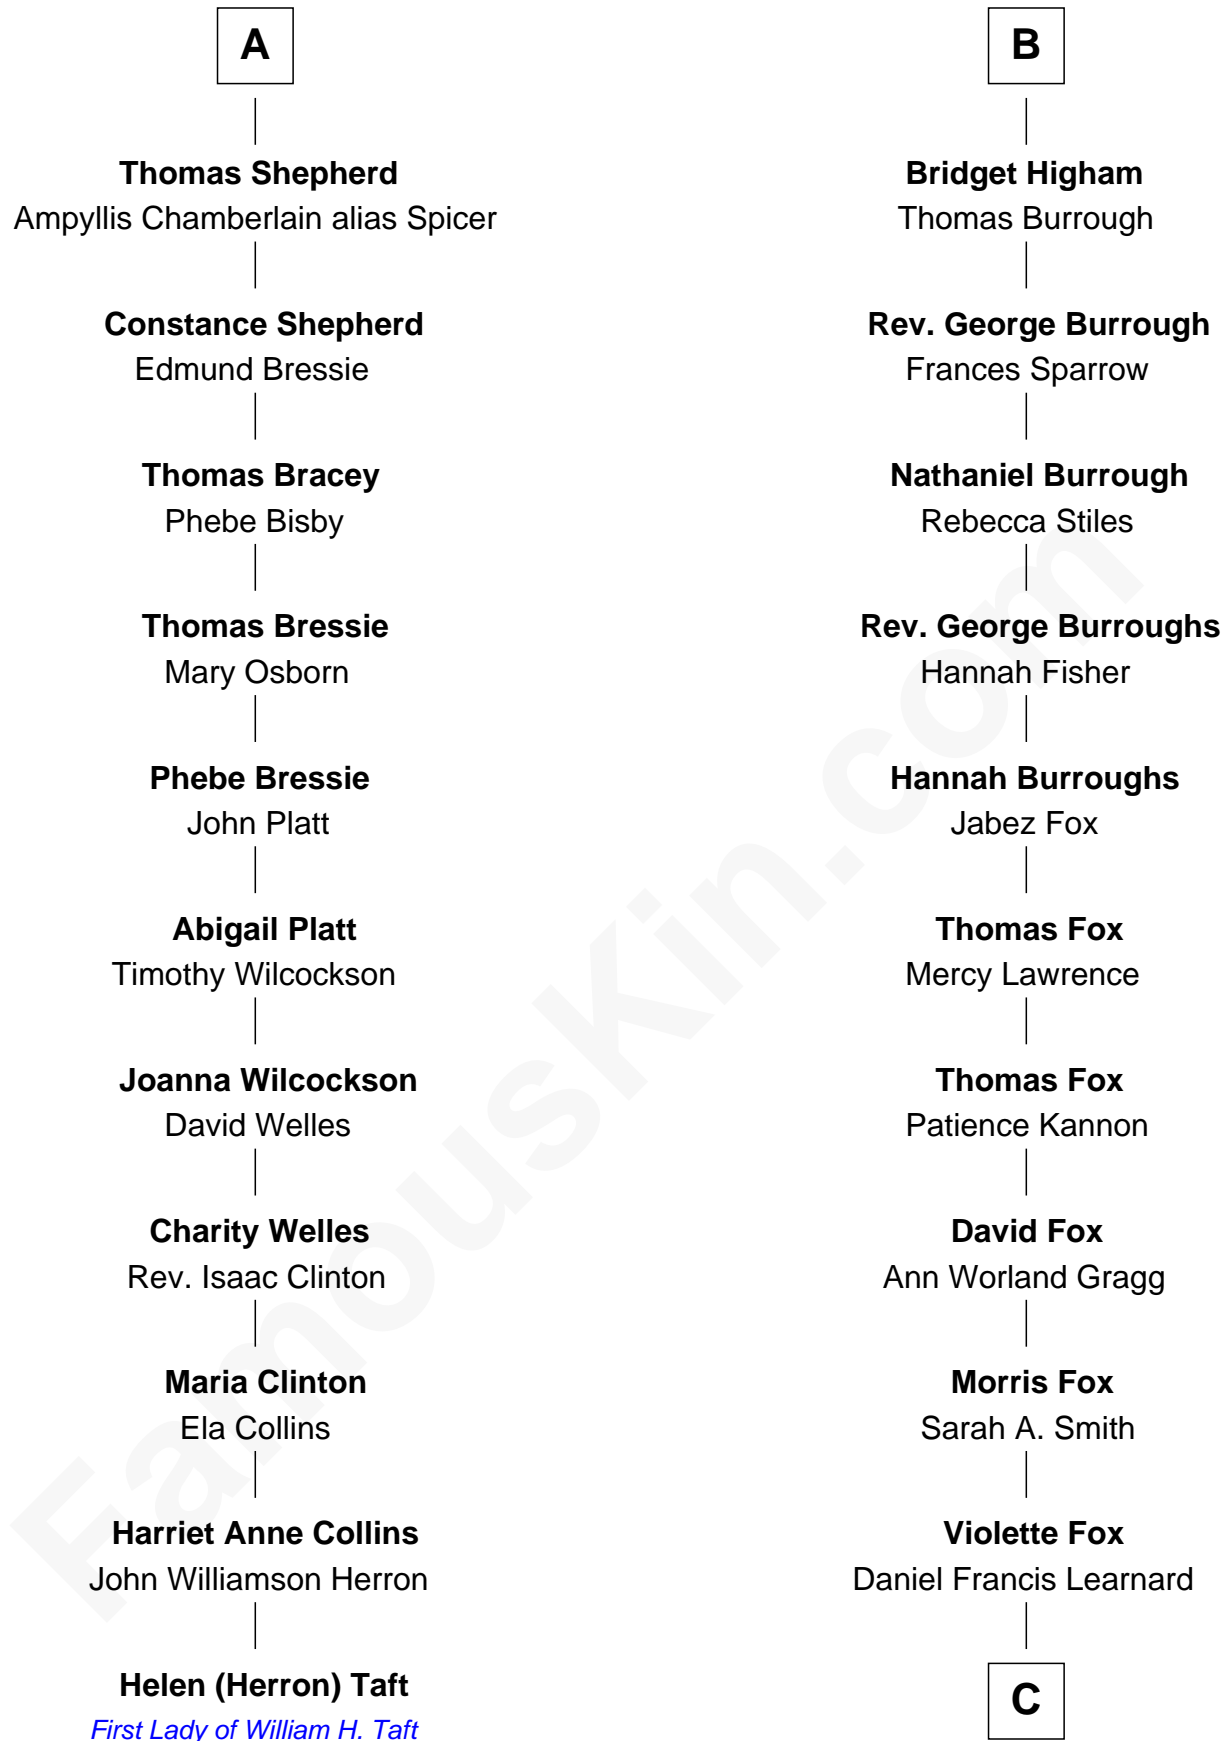 A
Thomas Shepherd
Ampyllis Chamberlain alias Spicer
Constance Shepherd
Edmund Bressie
Thomas Bracey
Phebe Bisby
Thomas Bressie
Mary Osborn
Phebe Bressie
John Platt
Abigail Platt
Timothy Wilcockson
Joanna Wilcockson
David Welles
Charity Welles
Rev. Isaac Clinton
Maria Clinton
Ela Collins
Harriet Anne Collins
John Williamson Herron
Helen (Herron) Taft
First Lady of William H. Taft
B
Bridget Higham
Thomas Burrough
Rev. George Burrough
Frances Sparrow
Nathaniel Burrough
Rebecca Stiles
Rev. George Burroughs
Hannah Fisher
Hannah Burroughs
Jabez Fox
Thomas Fox
Mercy Lawrence
Thomas Fox
Patience Kannon
David Fox
Ann Worland Gragg
Morris Fox
Sarah A. Smith
Violette Fox
Daniel Francis Learnard
C
FamousKin.com